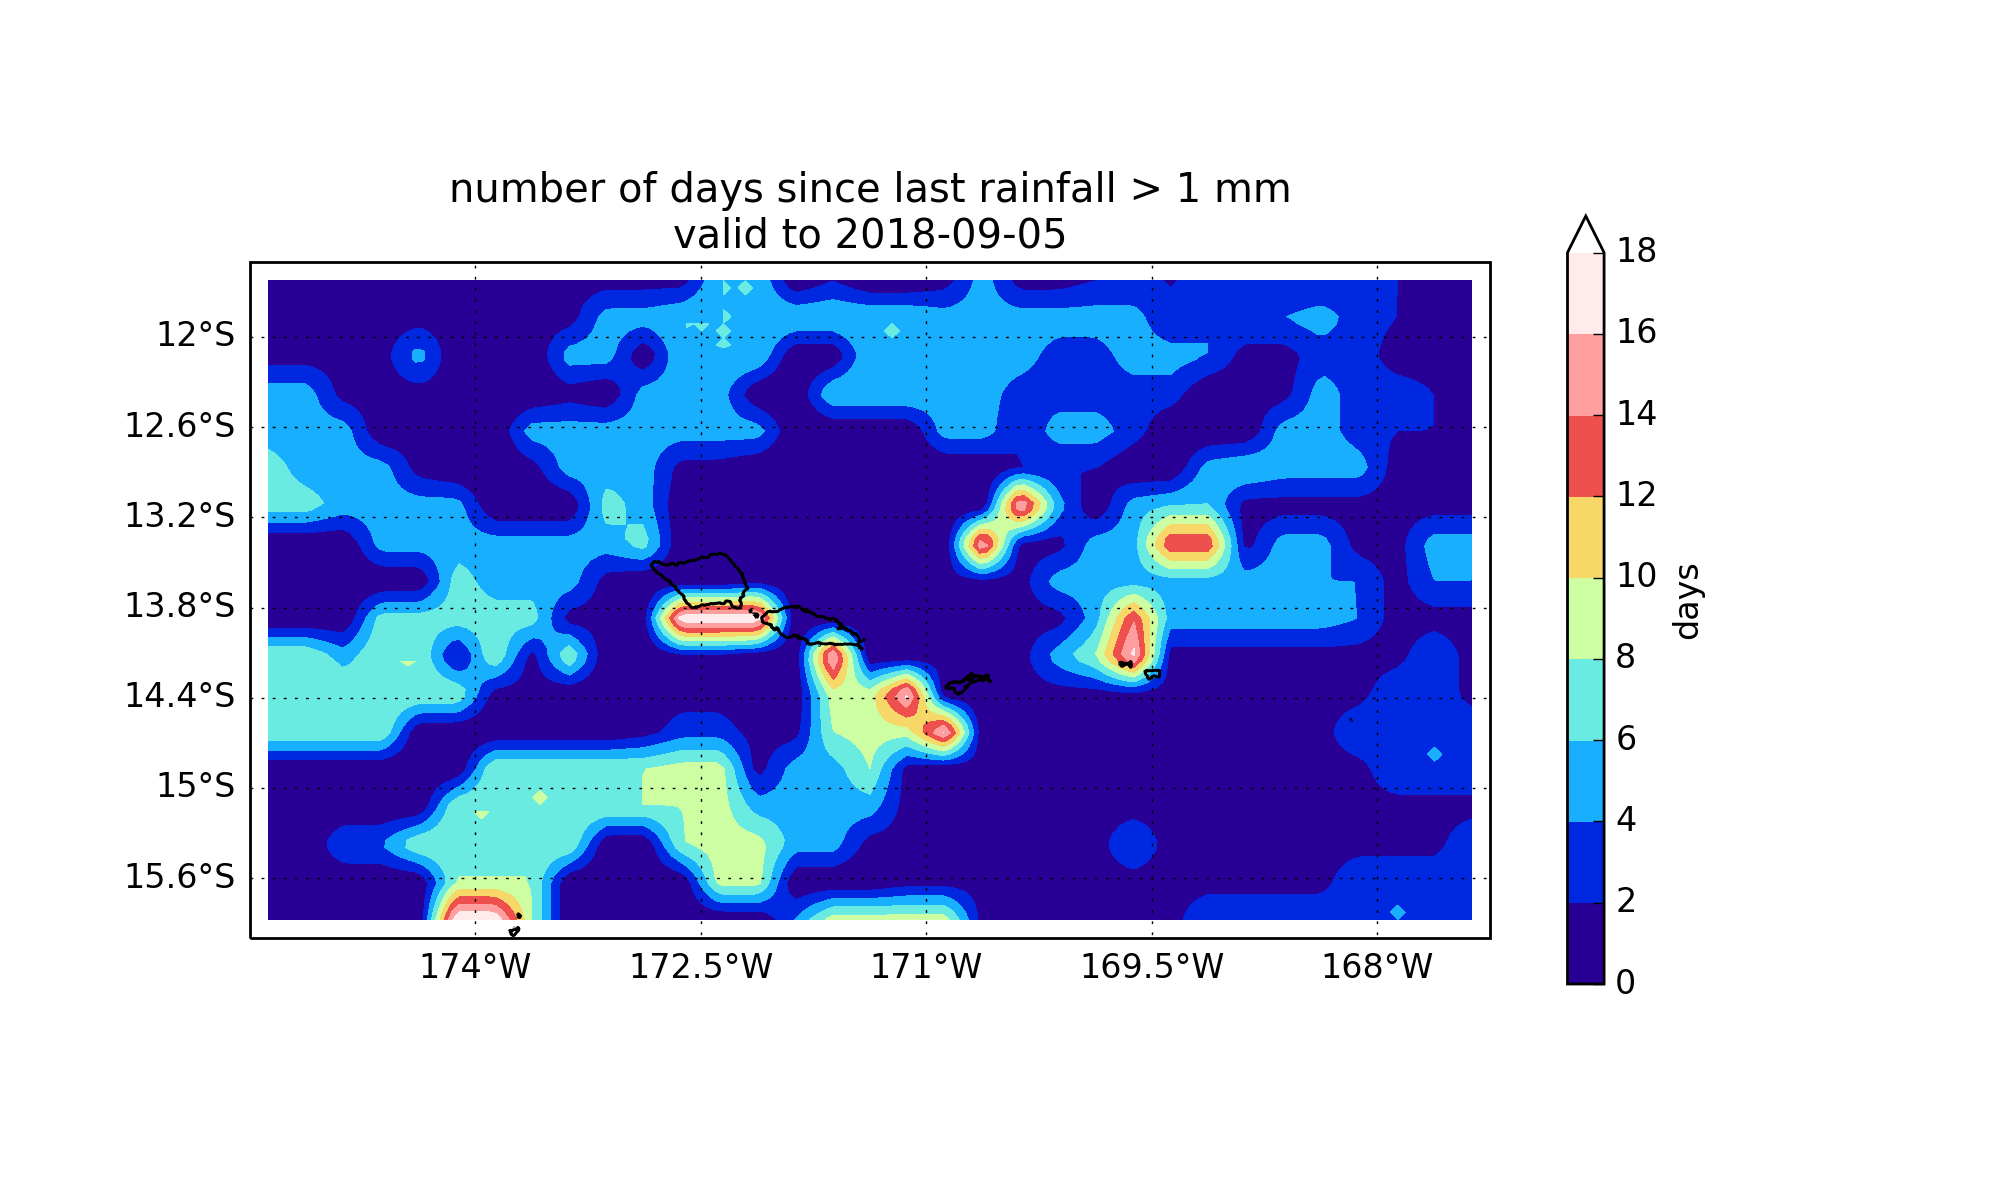 number of days since last rainfall > 1 mm
valid to 2018-09-05
12°S
12.6°S
13.2°S
13.8°S
14.4°S
15°S
15.6°S
174°W
172.5°W
171°W
169.5°W
168°W
18
16
14
12
10
8
6
4
2
0
days